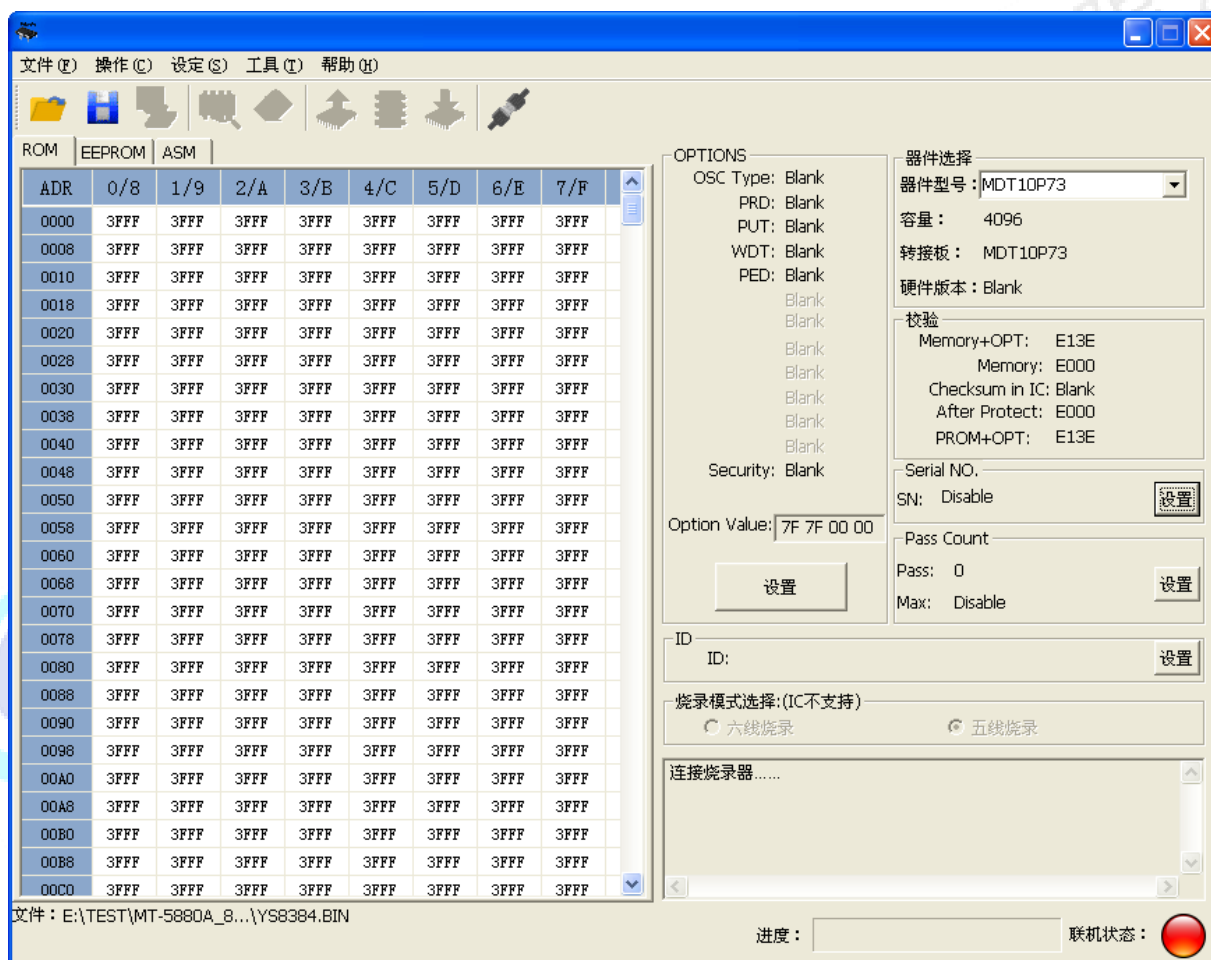 文件(F) 操作(C) 设定(S) 工具(T) 帮助(H)
ROM EEPROM ASM
ADR 0/8 1/9 2/A 3/B 4/C 5/D 6/E 7/F
0000 3FFF 3FFF 3FFF 3FFF 3FFF 3FFF 3FFF 3FFF
0008 3FFF 3FFF 3FFF 3FFF 3FFF 3FFF 3FFF 3FFF
0010 3FFF 3FFF 3FFF 3FFF 3FFF 3FFF 3FFF 3FFF
0018 3FFF 3FFF 3FFF 3FFF 3FFF 3FFF 3FFF 3FFF
0020 3FFF 3FFF 3FFF 3FFF 3FFF 3FFF 3FFF 3FFF
0028 3FFF 3FFF 3FFF 3FFF 3FFF 3FFF 3FFF 3FFF
0030 3FFF 3FFF 3FFF 3FFF 3FFF 3FFF 3FFF 3FFF
0038 3FFF 3FFF 3FFF 3FFF 3FFF 3FFF 3FFF 3FFF
0040 3FFF 3FFF 3FFF 3FFF 3FFF 3FFF 3FFF 3FFF
0048 3FFF 3FFF 3FFF 3FFF 3FFF 3FFF 3FFF 3FFF
0050 3FFF 3FFF 3FFF 3FFF 3FFF 3FFF 3FFF 3FFF
0058 3FFF 3FFF 3FFF 3FFF 3FFF 3FFF 3FFF 3FFF
0060 3FFF 3FFF 3FFF 3FFF 3FFF 3FFF 3FFF 3FFF
0068 3FFF 3FFF 3FFF 3FFF 3FFF 3FFF 3FFF 3FFF
0070 3FFF 3FFF 3FFF 3FFF 3FFF 3FFF 3FFF 3FFF
0078 3FFF 3FFF 3FFF 3FFF 3FFF 3FFF 3FFF 3FFF
0080 3FFF 3FFF 3FFF 3FFF 3FFF 3FFF 3FFF 3FFF
0088 3FFF 3FFF 3FFF 3FFF 3FFF 3FFF 3FFF 3FFF
0090 3FFF 3FFF 3FFF 3FFF 3FFF 3FFF 3FFF 3FFF
0098 3FFF 3FFF 3FFF 3FFF 3FFF 3FFF 3FFF 3FFF
00A0 3FFF 3FFF 3FFF 3FFF 3FFF 3FFF 3FFF 3FFF
00A8 3FFF 3FFF 3FFF 3FFF 3FFF 3FFF 3FFF 3FFF
00B0 3FFF 3FFF 3FFF 3FFF 3FFF 3FFF 3FFF 3FFF
00B8 3FFF 3FFF 3FFF 3FFF 3FFF 3FFF 3FFF 3FFF
00C0 3FFF 3FFF 3FFF 3FFF 3FFF 3FFF 3FFF 3FFF
OPTIONS
OSC Type: Blank
PRD: Blank
PUT: Blank
WDT: Blank
PED: Blank
Blank
Blank
Blank
Blank
Blank
Blank
Blank
Security: Blank
Option Value: 7F 7F 00 00
设置
器件选择
器件型号：MDT10P73
容量： 4096
转接板： MDT10P73
硬件版本：Blank
校验
Memory+OPT: E13E
Memory: E000
Checksum in IC: Blank
After Protect: E000
PROM+OPT: E13E
Serial NO.
SN: Disable 设置
Pass Count
Pass: 0
设置
Max: Disable
ID
ID: 设置
烧录模式选择:(IC不支持)
六线烧录 五线烧录
连接烧录器......
文件：E:\TEST\MT-5880A_8...\YS8384.BIN
进度： 联机状态：